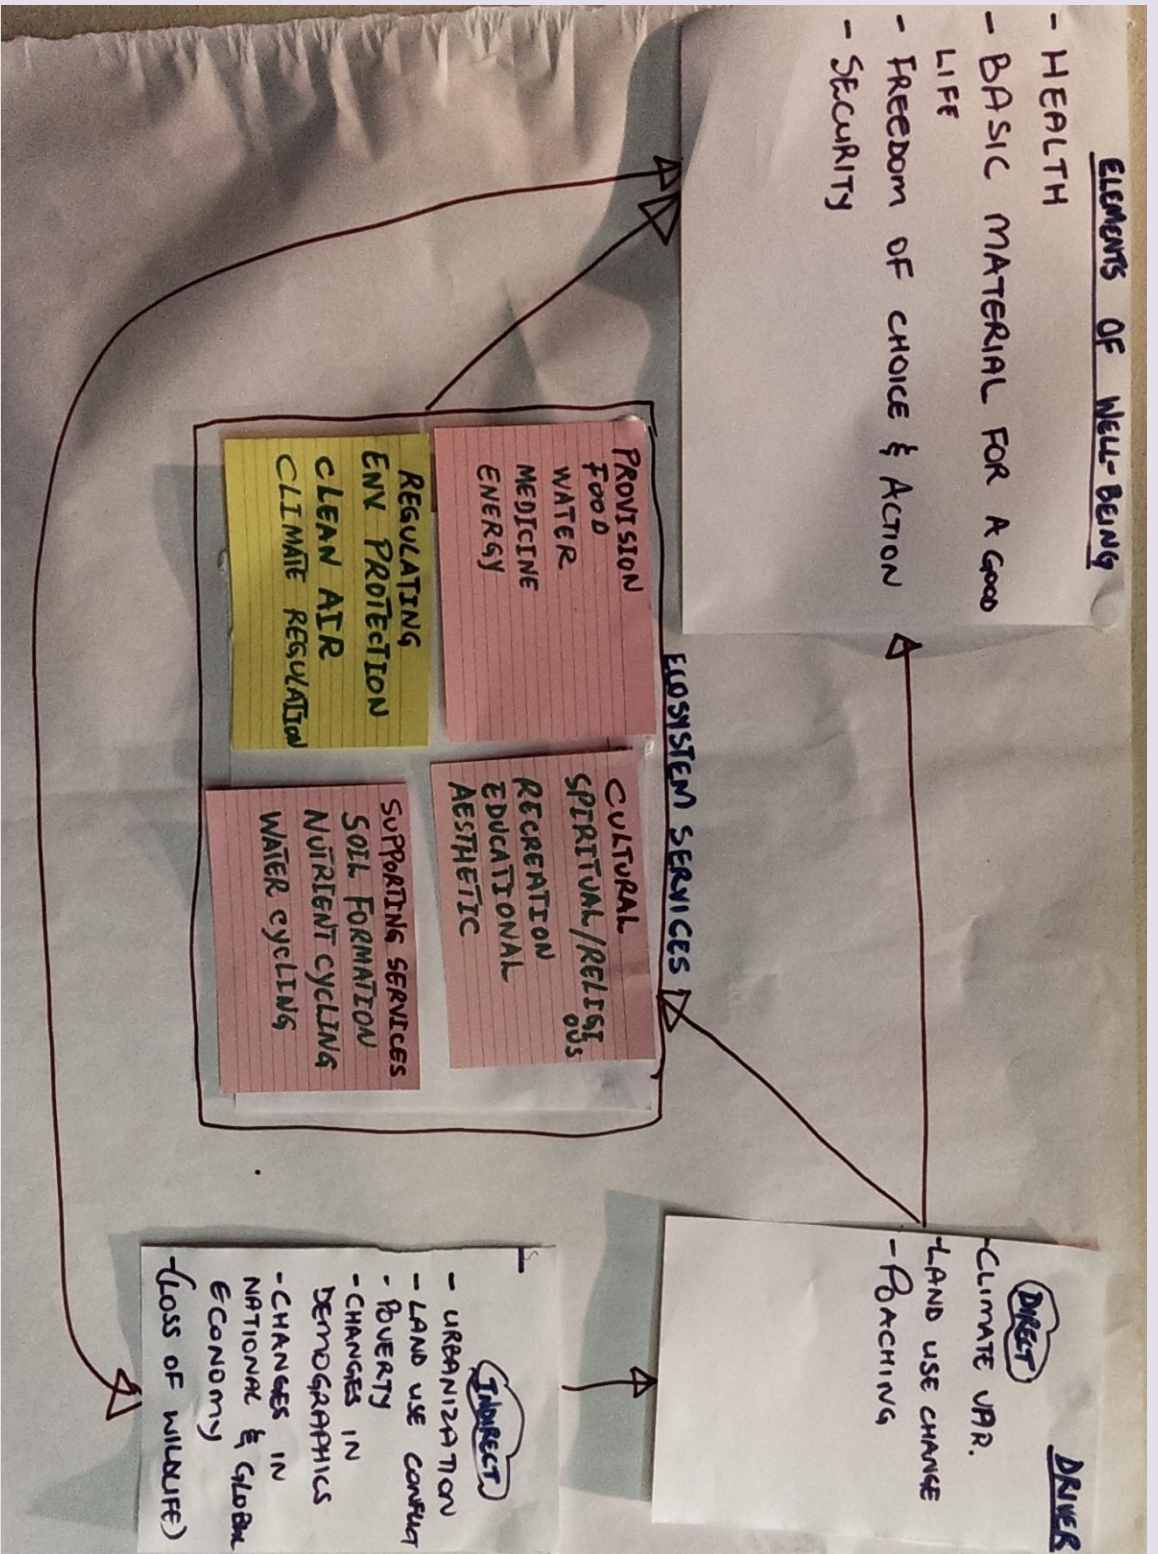 ELEMENTS OF WELL-BEING
- HEALTH
- BASIC MATERIAL FOR A GOOD
LIFE
- FREEDOM OF CHOICE & ACTION
- SECURITY
DRIVER
DIRECT
- CLIMATE VAR.
- LAND USE CHANGE
- POACHING
ECOSYSTEM SERVICES
PROVISION
FOOD
WATER
MEDICINE
ENERGY
CULTURAL
SPIRITUAL/RELIGI
OUS
RECREATION
EDUCATIONAL
AESTHETIC
REGULATING
ENV PROTECTION
CLEAN AIR
CLIMATE REGULATION
SUPPORTING SERVICES
SOIL FORMATION
NUTRIENT CYCLING
WATER CYCLING
INDIRECT
- URBANIZATION
- LAND USE CONFLICT
- POVERTY
- CHANGES IN
DEMOGRAPHICS
- CHANGES IN
NATIONAL & GLOBAL
ECONOMY
- (LOSS OF WILDLIFE)